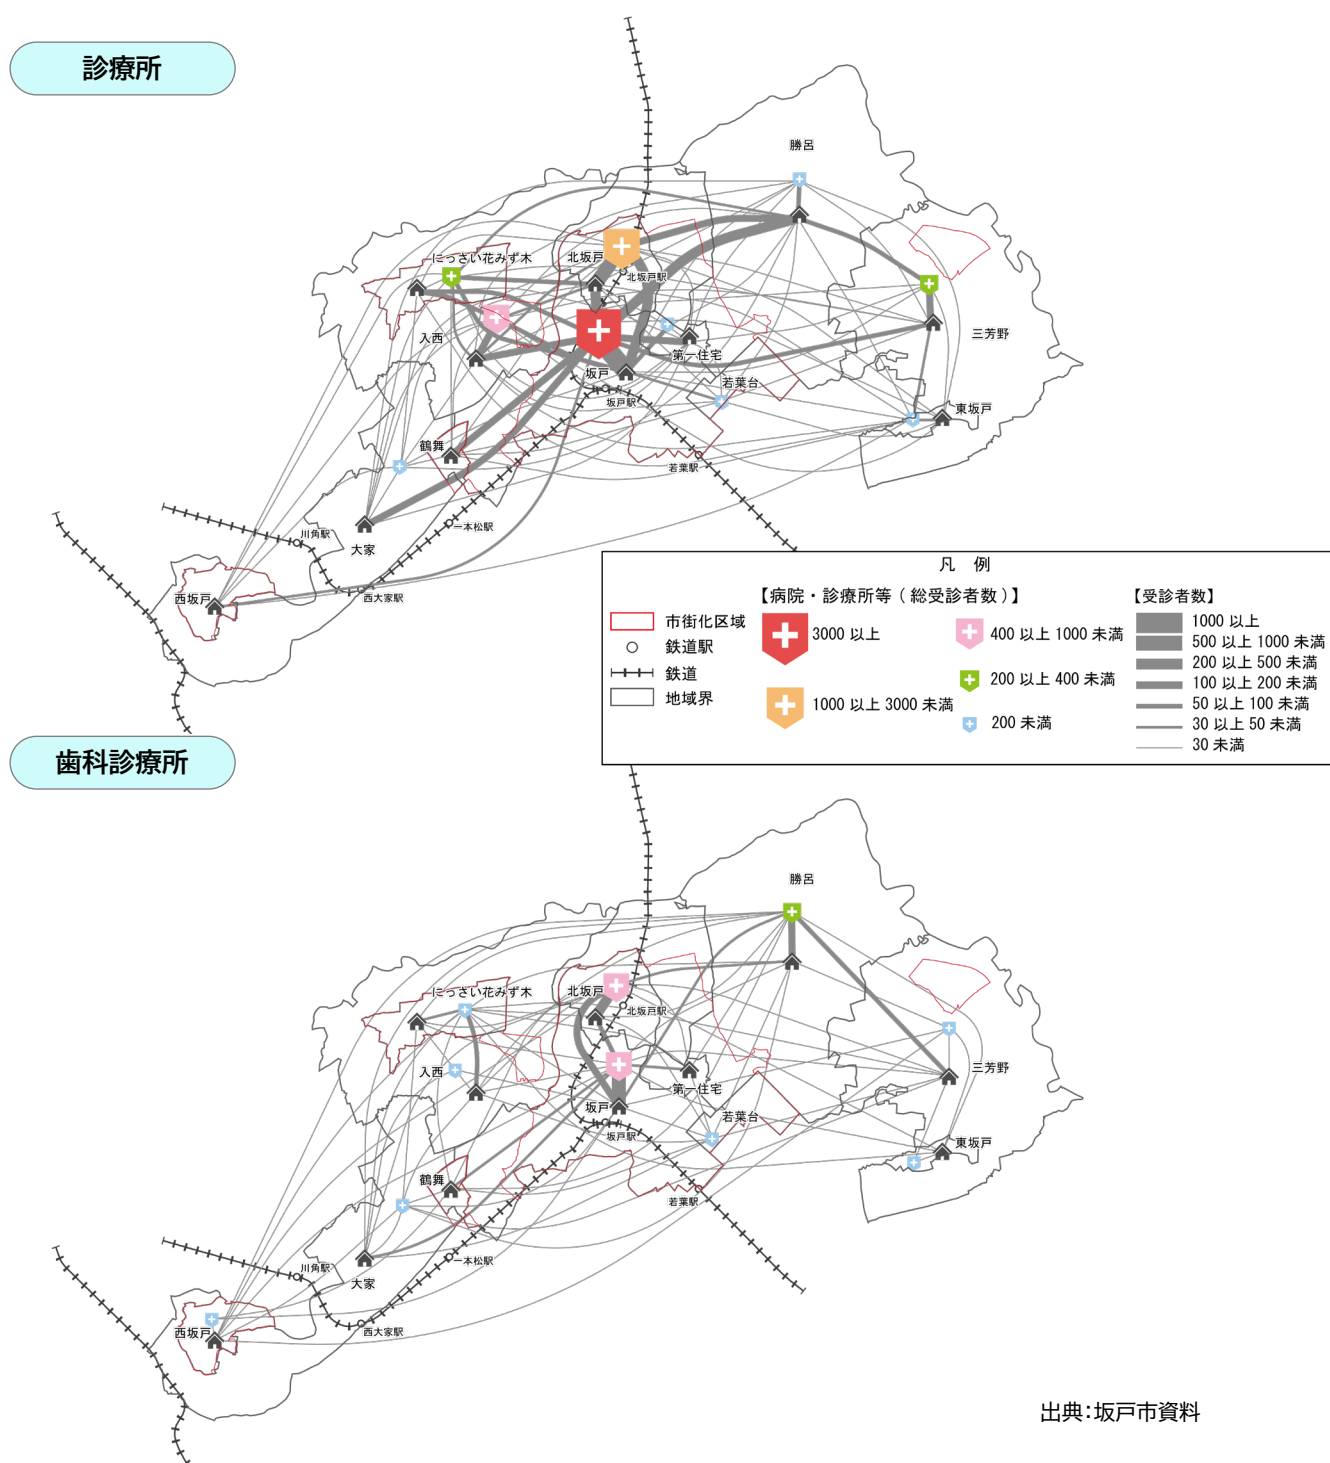 診療所
勝呂
にっさい花みず木
北坂戸
北坂戸駅
入西
三芳野
第一住宅
坂戸
若葉台
坂戸駅
東坂戸
鶴舞
若葉駅
一本松駅
川角駅
大家
西坂戸
西大家駅
凡 例
【病院・診療所等（総受診者数）】
【受診者数】
市街化区域
鉄道駅
鉄道
地域界
3000 以上
1000 以上 3000 未満
400 以上 1000 未満
200 以上 400 未満
200 未満
1000 以上
500 以上 1000 未満
200 以上 500 未満
100 以上 200 未満
50 以上 100 未満
30 以上 50 未満
30 未満
歯科診療所
勝呂
にっさい花みず木
北坂戸
北坂戸駅
入西
三芳野
第一住宅
坂戸
若葉台
坂戸駅
東坂戸
鶴舞
若葉駅
一本松駅
川角駅
大家
西坂戸
西大家駅
出典：坂戸市資料